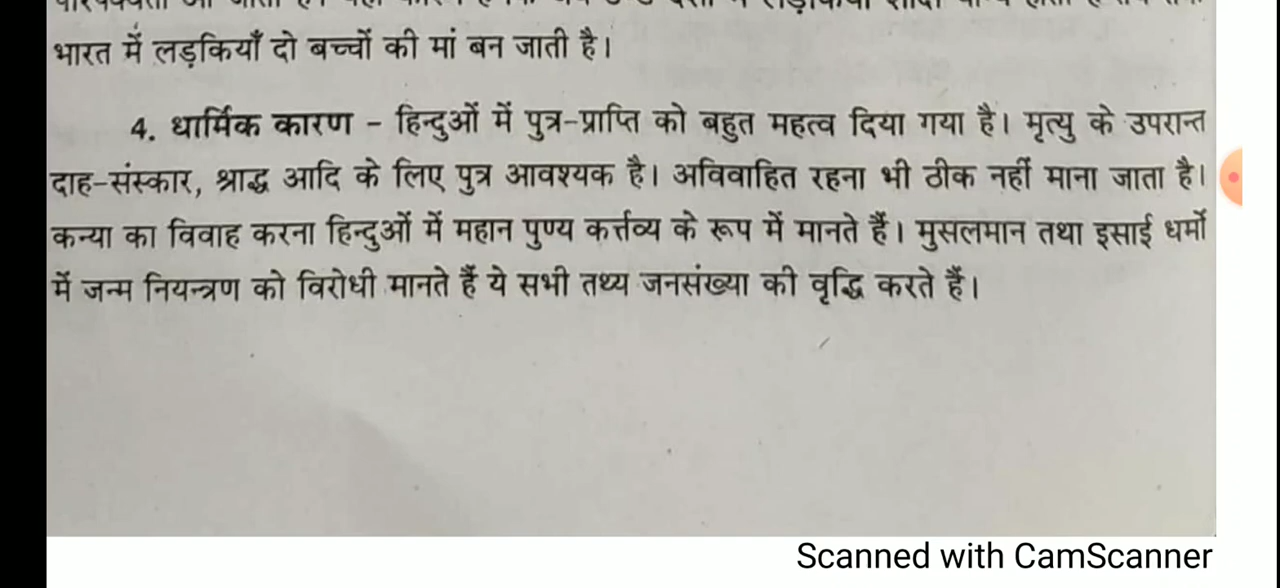 भारत में लड़कियाँ दो बच्चों की मां बन जाती है।
4. धार्मिक कारण – हिन्दुओं में पुत्र-प्राप्ति को बहुत महत्व दिया गया है। मृत्यु के उपरान्त
दाह-संस्कार, श्राद्ध आदि के लिए पुत्र आवश्यक है। अविवाहित रहना भी ठीक नहीं माना जाता है।
कन्या का विवाह करना हिन्दुओं में महान पुण्य कर्त्तव्य के रूप में मानते हैं। मुसलमान तथा इसाई धर्मों
में जन्म नियन्त्रण को विरोधी मानते हैं ये सभी तथ्य जनसंख्या की वृद्धि करते हैं।
Scanned with CamScanner